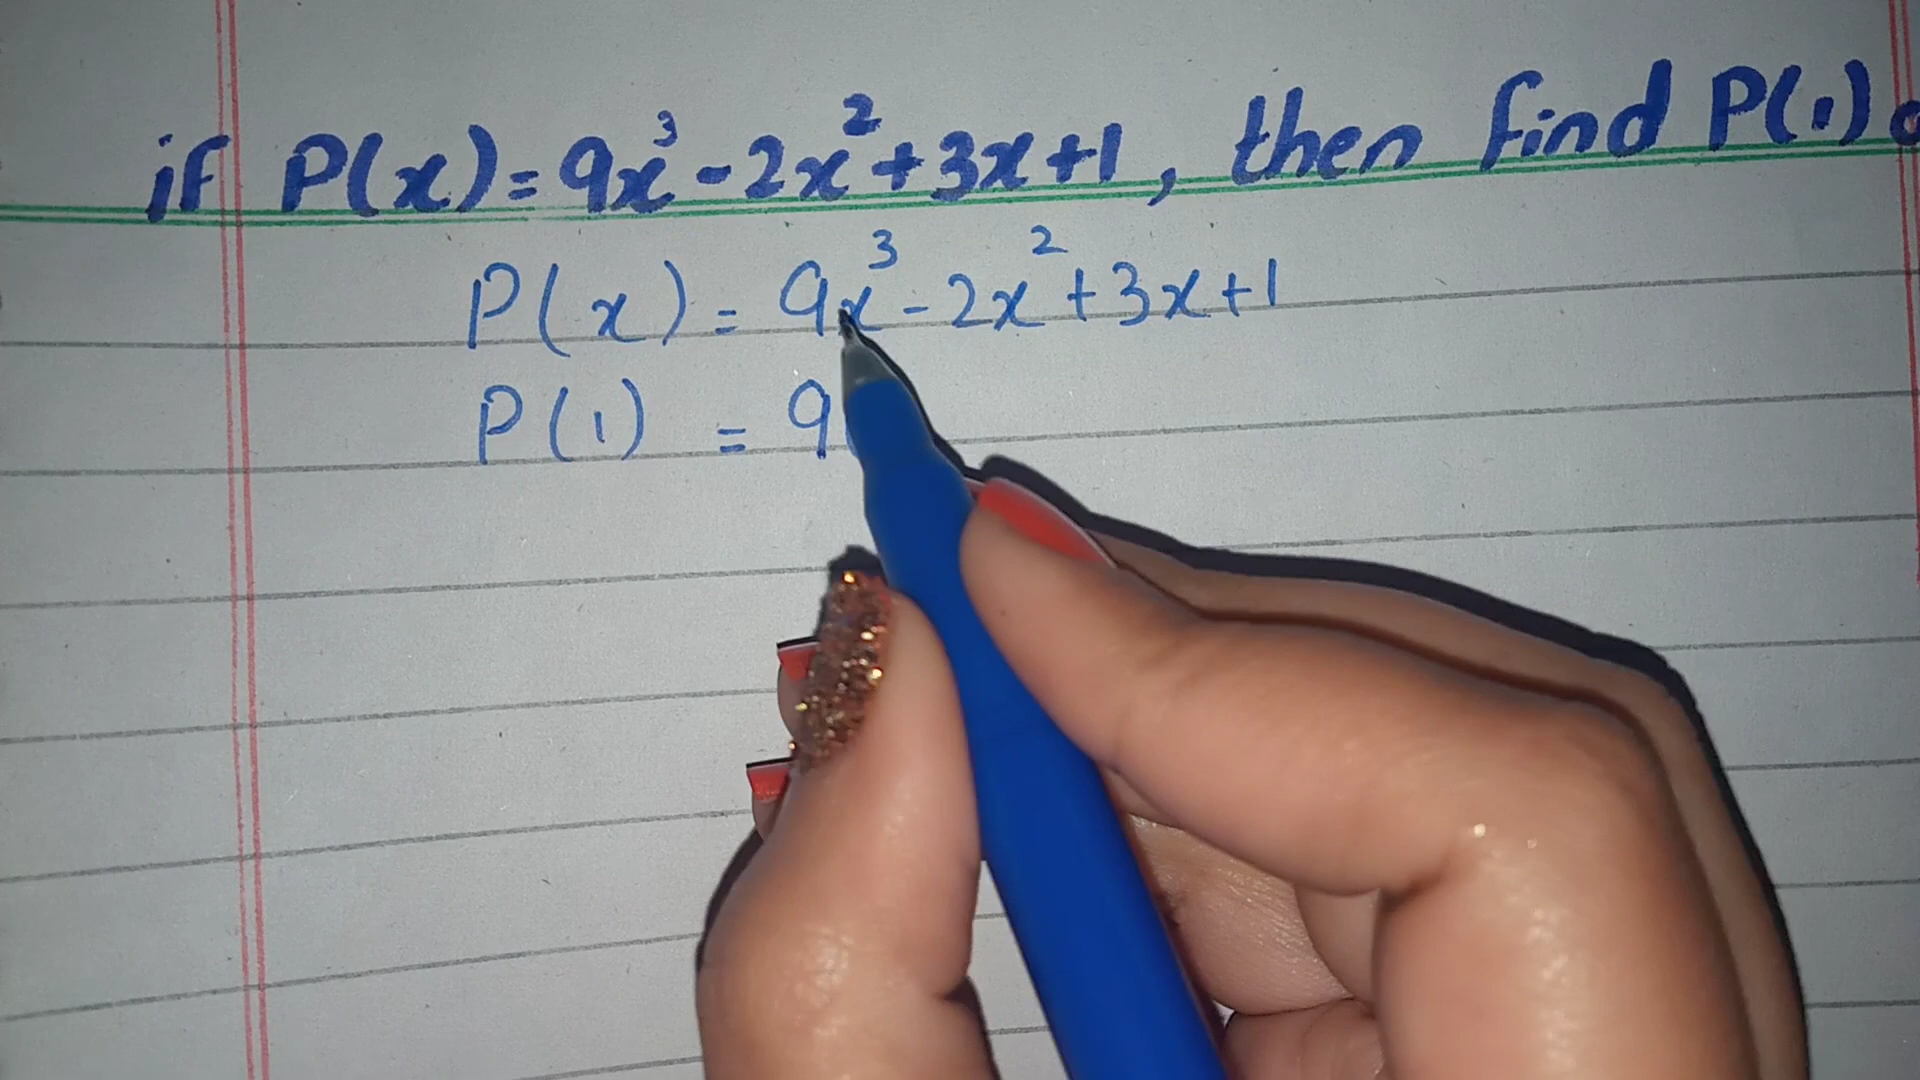 if P(x)=9x³-2x²+3x+1, then find P(1)
P(x) = 9x³-2x²+3x+1
P(1) = 9(